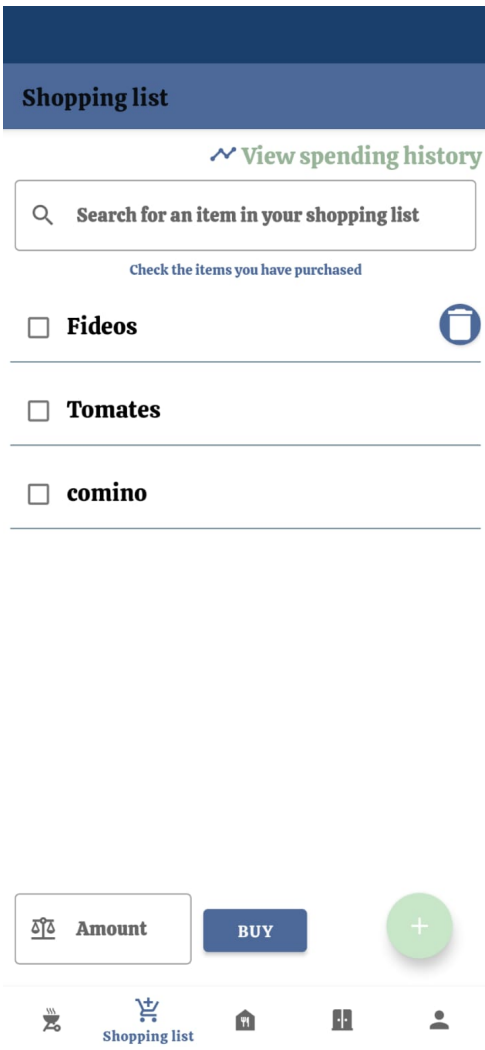 Shopping list
View spending history
Search for an item in your shopping list
Check the items you have purchased
Fideos
Tomates
comino
Amount
BUY
Shopping list